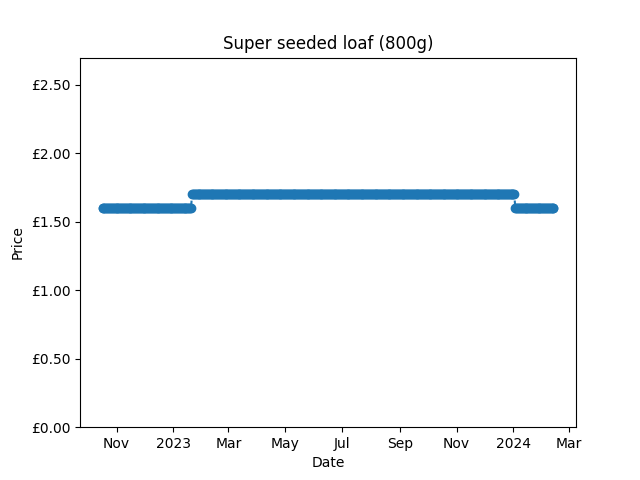 Super seeded loaf (800g)
£2.50
£2.00
£1.50
£1.00
£0.50
£0.00
Price
Nov 2023 Mar May Jul Sep Nov 2024 Mar
Date